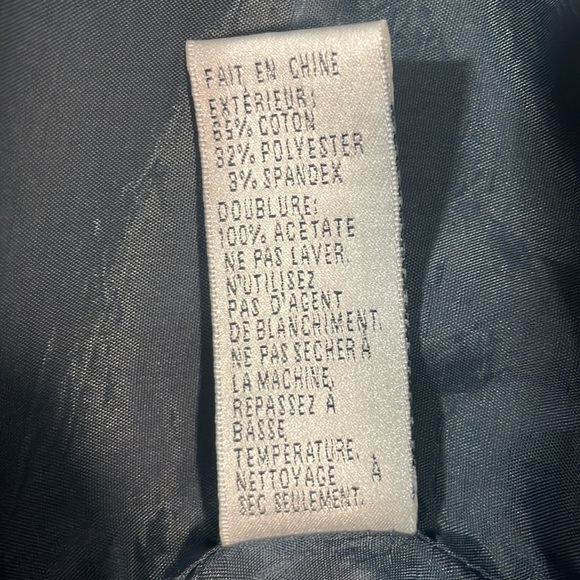 FAIT EN CHINE
EXTÉRIEUR:
65% COTON
32% POLYESTER
3% SPANDEX
DOUBLURE:
100% ACÉTATE
NE PAS LAVER.
N'UTILISEZ
PAS D'AGENT
DE BLANCHIMENT.
NE PAS SECHER À
LA MACHINE,
REPASSEZ À
BASSE
TEMPÉRATURE.
NETTOYAGE À
SEC SEULEMENT.